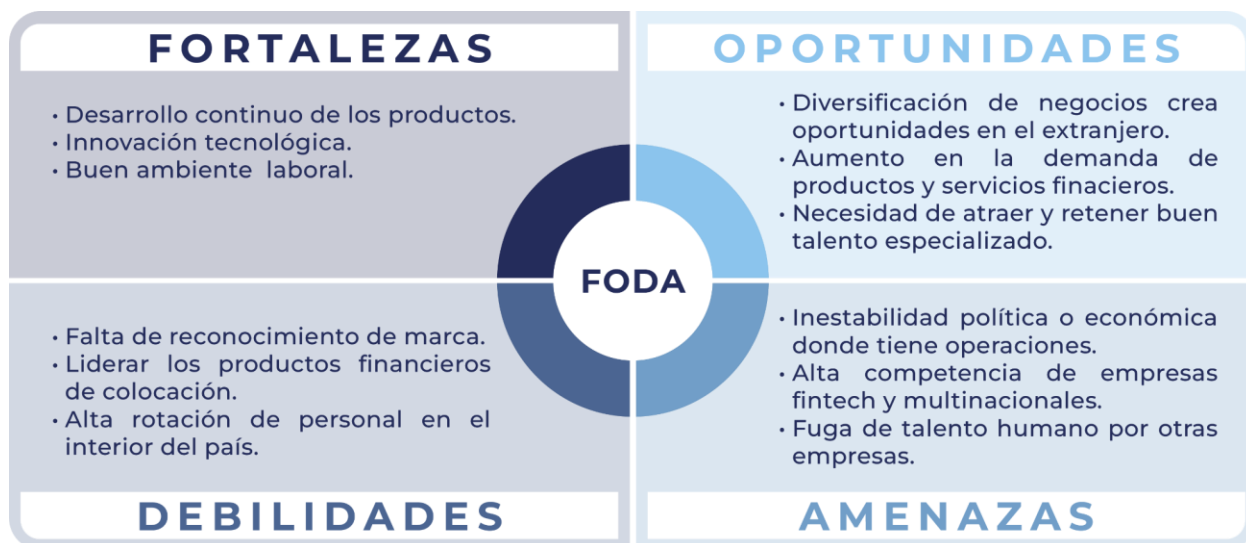 FORTALEZAS
• Desarrollo continuo de los productos.
• Innovación tecnológica.
• Buen ambiente laboral.
OPORTUNIDADES
• Diversificación de negocios crea
oportunidades en el extranjero.
• Aumento en la demanda de
productos y servicios finacieros.
• Necesidad de atraer y retener buen
talento especializado.
FODA
• Falta de reconocimiento de marca.
• Liderar los productos financieros
de colocación.
• Alta rotación de personal en el
interior del país.
DEBILIDADES
• Inestabilidad política o económica
donde tiene operaciones.
• Alta competencia de empresas
fintech y multinacionales.
• Fuga de talento humano por otras
empresas.
AMENAZAS